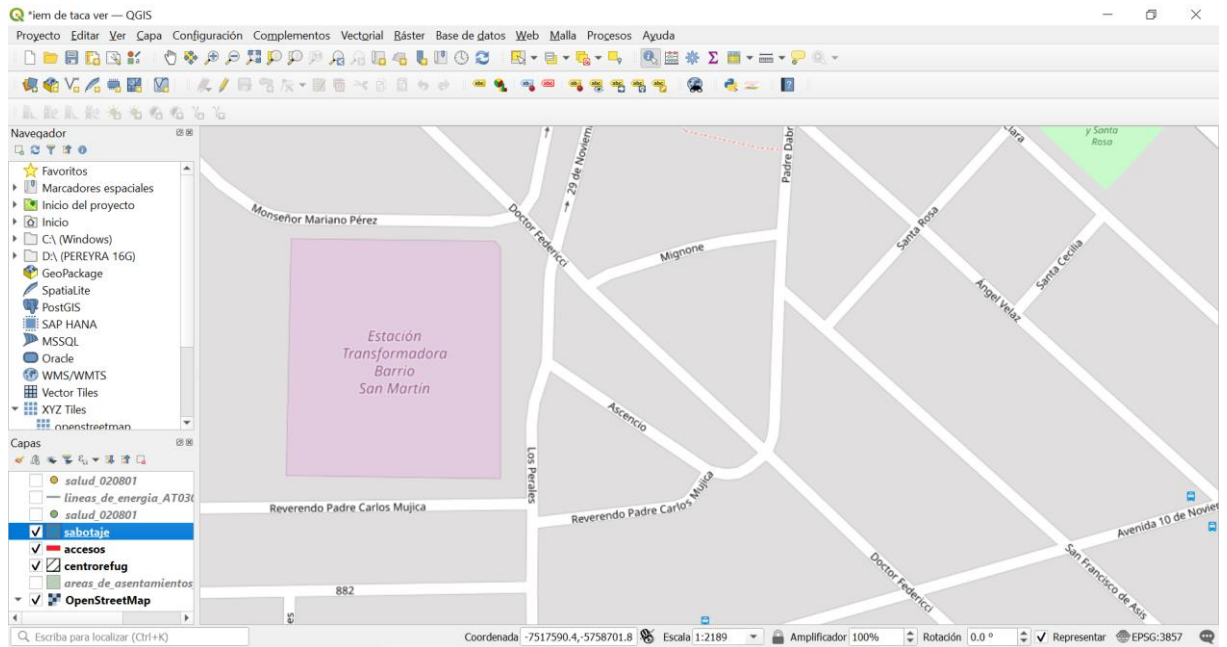 *iem de taca ver — QGIS
Proyecto Editar Ver Capa Configuración Complementos Vectorial Ráster Base de datos Web Malla Procesos Ayuda
Navegador
Favoritos
Marcadores espaciales
Inicio del proyecto
Inicio
C:\ (Windows)
D:\ (PEREYRA 16G)
GeoPackage
SpatiaLite
PostGIS
SAP HANA
MSSQL
Oracle
WMS/WMTS
Vector Tiles
XYZ Tiles
openstreetmap
Capas
salud_020801
lineas_de_energia_AT030
salud_020801
sabotaje
accesos
centrorefug
areas_de_asentamientos
OpenStreetMap
Monseñor Mariano Pérez
29 de Noviem
Doctor Federicci
Mignone
Padre Dabr
Santa Rosa
lara
y Santa
Rosa
Santa Cecilia
Ángel Velaz
Estación
Transformadora
Barrio
San Martín
Ascencio
Los Perales
Reverendo Padre Carlos Mujica
Reverendo Padre Carlos Mujica
Avenida 10 de Novie
San Francisco de Asis
Doctor Federicci
882
es
Escriba para localizar (Ctrl+K)
Coordenada -7517590.4,-5758701.8 Escala 1:2189 Amplificador 100% Rotación 0.0 ° Representar EPSG:3857